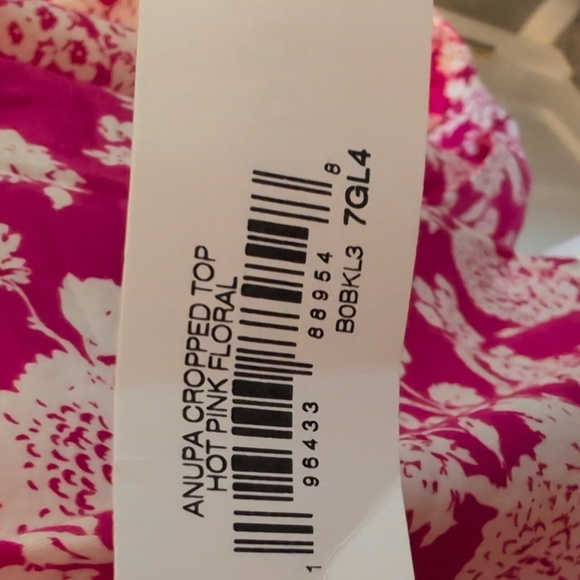 ANUPA CROPPED TOP
HOT PINK FLORAL
1 96433 88954 8
B0BKL3 7GL4